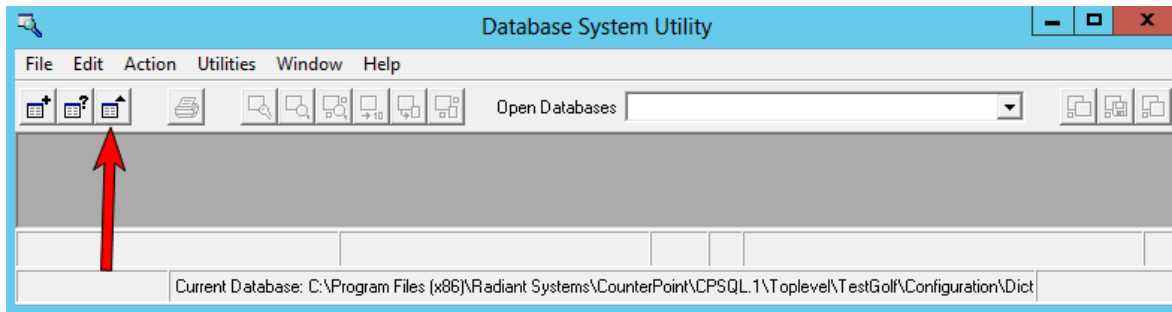 Database System Utility
File Edit Action Utilities Window Help
Open Databases
Current Database: C:\Program Files (x86)\Radiant Systems\CounterPoint\CPSQL.1\Toplevel\TestGolf\Configuration\Dict